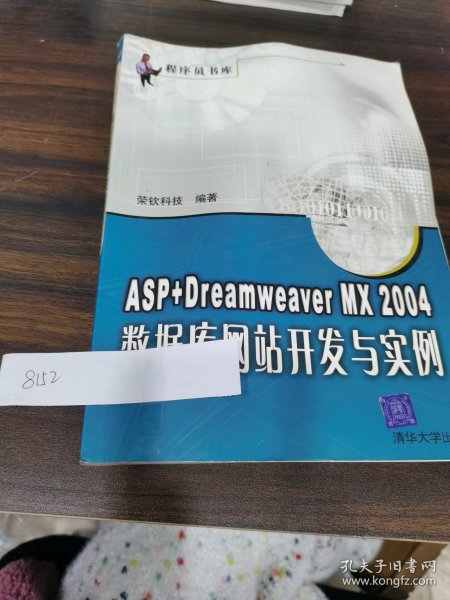 程序员书库
荣钦科技 编著
ASP+Dreamweaver MX 2004
数据库网站开发与实例
8152
清华大学出
孔夫子旧书网
www.kongfz.com